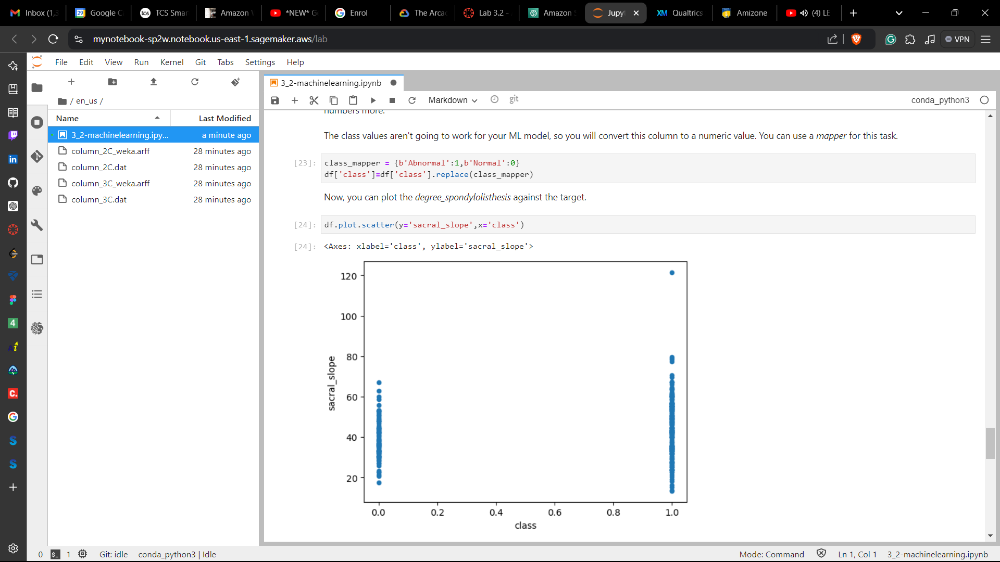 Inbox (1,3
Google C
TCS Smar
Amazon
*NEW* G
Enrol
The Arca
Lab 3.2 -
Amazon
Jupyt
Qualtrics
Amizone
(4) LE
mynotebook-sp2w.notebook.us-east-1.sagemaker.aws/lab
VPN
File Edit View Run Kernel Git Tabs Settings Help
/ en_us /
Name Last Modified
3_2-machinelearning.ipy... a minute ago
column_2C_weka.arff 28 minutes ago
column_2C.dat 28 minutes ago
column_3C_weka.arff 28 minutes ago
column_3C.dat 28 minutes ago
3_2-machinelearning.ipynb
Markdown git conda_python3
numbers more.
The class values aren't going to work for your ML model, so you will convert this column to a numeric value. You can use a mapper for this task.
[23]: class_mapper = {b'Abnormal':1,b'Normal':0}
df['class']=df['class'].replace(class_mapper)
Now, you can plot the degree_spondylolisthesis against the target.
[24]: df.plot.scatter(y='sacral_slope',x='class')
[24]: <Axes: xlabel='class', ylabel='sacral_slope'>
120
100
80
60
40
20
sacral_slope
0.0 0.2 0.4 0.6 0.8 1.0
class
0 1 Git: idle conda_python3 | Idle
Mode: Command Ln 1, Col 1 3_2-machinelearning.ipynb